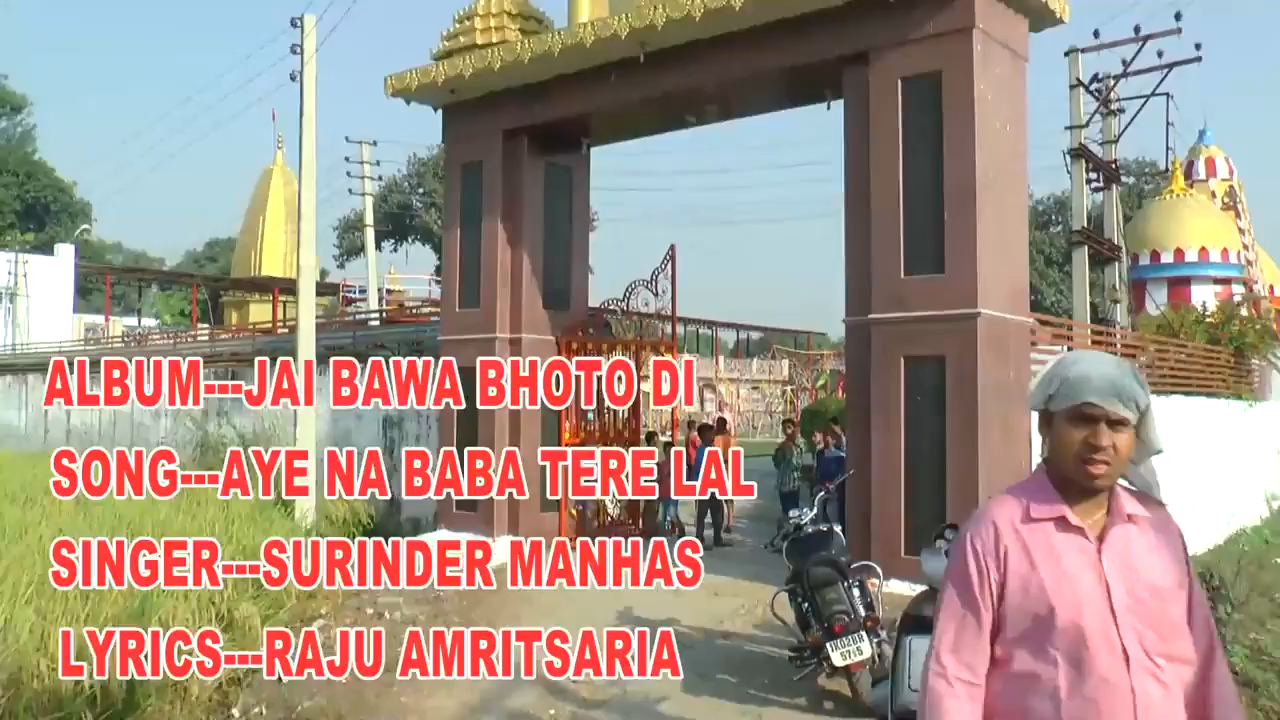 ALBUM---JAI BAWA BHOTO DI
SONG---AYE NA BABA TERE LAL
SINGER---SURINDER MANHAS
LYRICS---RAJU AMRITSARIA